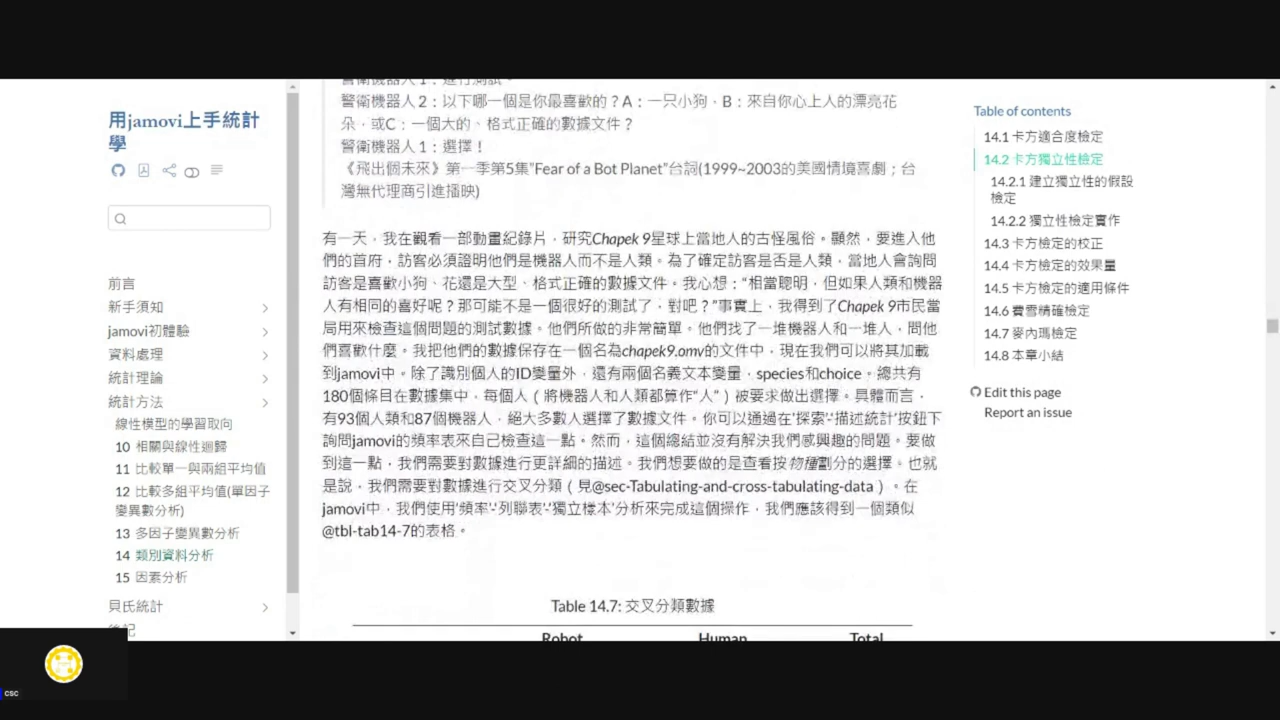 用jamovi上手統計
學
前言
新手須知
jamovi初體驗
資料處理
統計理論
統計方法
線性模型的學習取向
10 相關與線性迴歸
11 比較單一與兩組平均值
12 比較多組平均值(單因子
變異數分析)
13 多因子變異數分析
14 類別資料分析
15 因素分析
貝氏統計
警衛機器人 1：進行測試。
警衛機器人 2：以下哪一個是你最喜歡的？A：一只小狗，B：來自你心上人的漂亮花
朵，或C：一個大的、格式正確的數據文件？
警衛機器人 1：選擇！
《飛出個未來》第一季第5集"Fear of a Bot Planet"台詞(1999~2003的美國情境喜劇；台
灣無代理商引進播映)
有一天，我在觀看一部動畫紀錄片，研究Chapek 9星球上當地人的古怪風俗。顯然，要進入他
們的首府，訪客必須證明他們是機器人而不是人類。為了確定訪客是否是人類，當地人會詢問
訪客是喜歡小狗、花還是大型、格式正確的數據文件。我心想："相當聰明，但如果人類和機器
人有相同的喜好呢？那可能不是一個很好的測試了，對吧？"事實上，我得到了Chapek 9市民當
局用來檢查這個問題的測試數據。他們所做的非常簡單。他們找了一堆機器人和一堆人，問他
們喜歡什麼。我把他們的數據保存在一個名為chapek9.omv的文件中，現在我們可以將其加載
到jamovi中。除了識別個人的ID變量外，還有兩個名義文本變量，species和choice。總共有
180個條目在數據集中，每個人（將機器人和人類都算作"人"）被要求做出選擇。具體而言，
有93個人類和87個機器人，絕大多數人選擇了數據文件。你可以通過在'探索'-'描述統計'按鈕下
詢問jamovi的頻率表來自己檢查這一點。然而，這個總結並沒有解決我們感興趣的問題。要做
到這一點，我們需要對數據進行更詳細的描述。我們想要做的是查看按物種劃分的選擇。也就
是說，我們需要對數據進行交叉分類（見@sec-Tabulating-and-cross-tabulating-data）。在
jamovi中，我們使用'頻率'-'列聯表'-'獨立樣本'分析來完成這個操作，我們應該得到一個類似
@tbl-tab14-7的表格。
Table 14.7: 交叉分類數據
Robot Human Total
Table of contents
14.1 卡方適合度檢定
14.2 卡方獨立性檢定
14.2.1 建立獨立性的假設
檢定
14.2.2 獨立性檢定實作
14.3 卡方檢定的校正
14.4 卡方檢定的效果量
14.5 卡方檢定的適用條件
14.6 費雪精確檢定
14.7 麥內瑪檢定
14.8 本章小結
Edit this page
Report an issue
csc